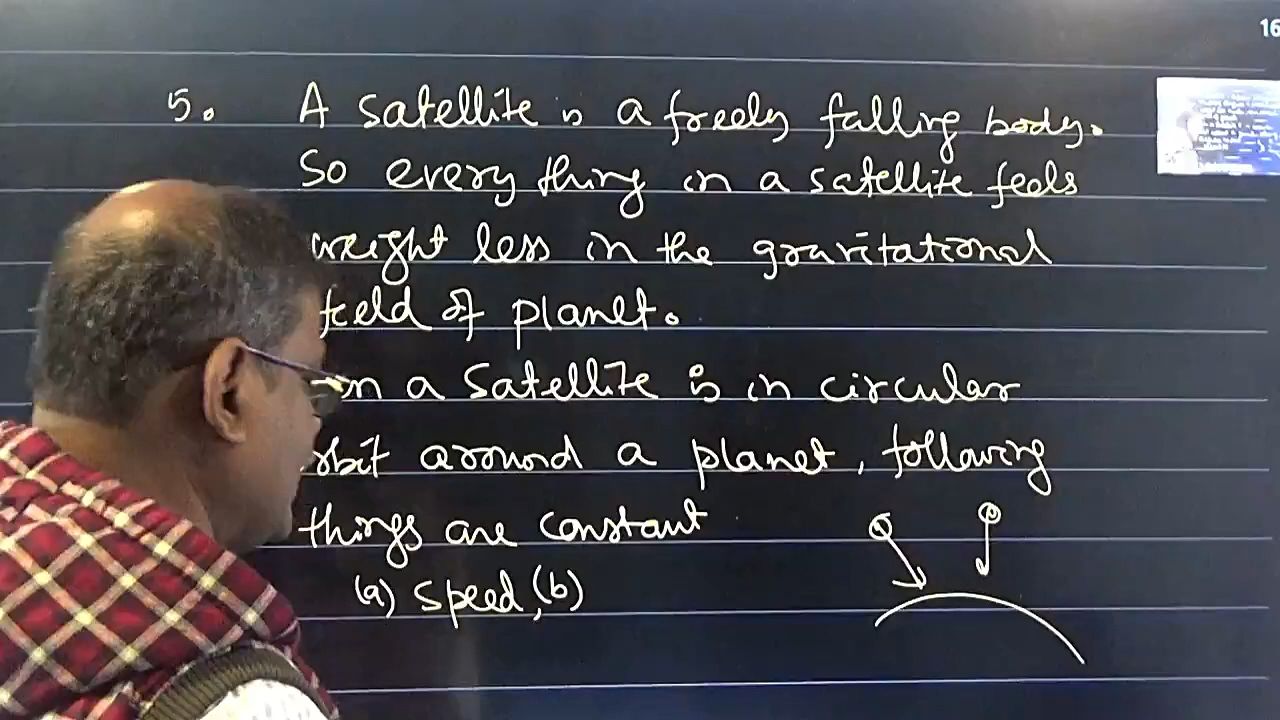 16
5. A satellite is a freely falling body.
So every thing in a satellite feels
weight less in the gravitational
field of planet.
a satellite is in circular
orbit around a planet, following
things are constant
(a) speed, (b)